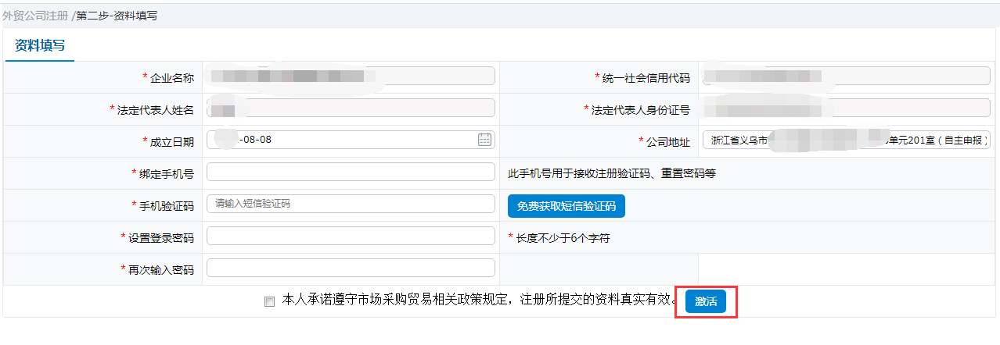 外贸公司注册 /第二步-资料填写
资料填写
* 企业名称
* 统一社会信用代码
* 法定代表人姓名
* 法定代表人身份证号
* 成立日期 -08-08
* 公司地址 浙江省义乌市 单元201室（自主申报）
* 绑定手机号 此手机号用于接收注册验证码、重置密码等
* 手机验证码 请输入短信验证码 免费获取短信验证码
* 设置登录密码 * 长度不少于6个字符
* 再次输入密码
本人承诺遵守市场采购贸易相关政策规定，注册所提交的资料真实有效。 激活